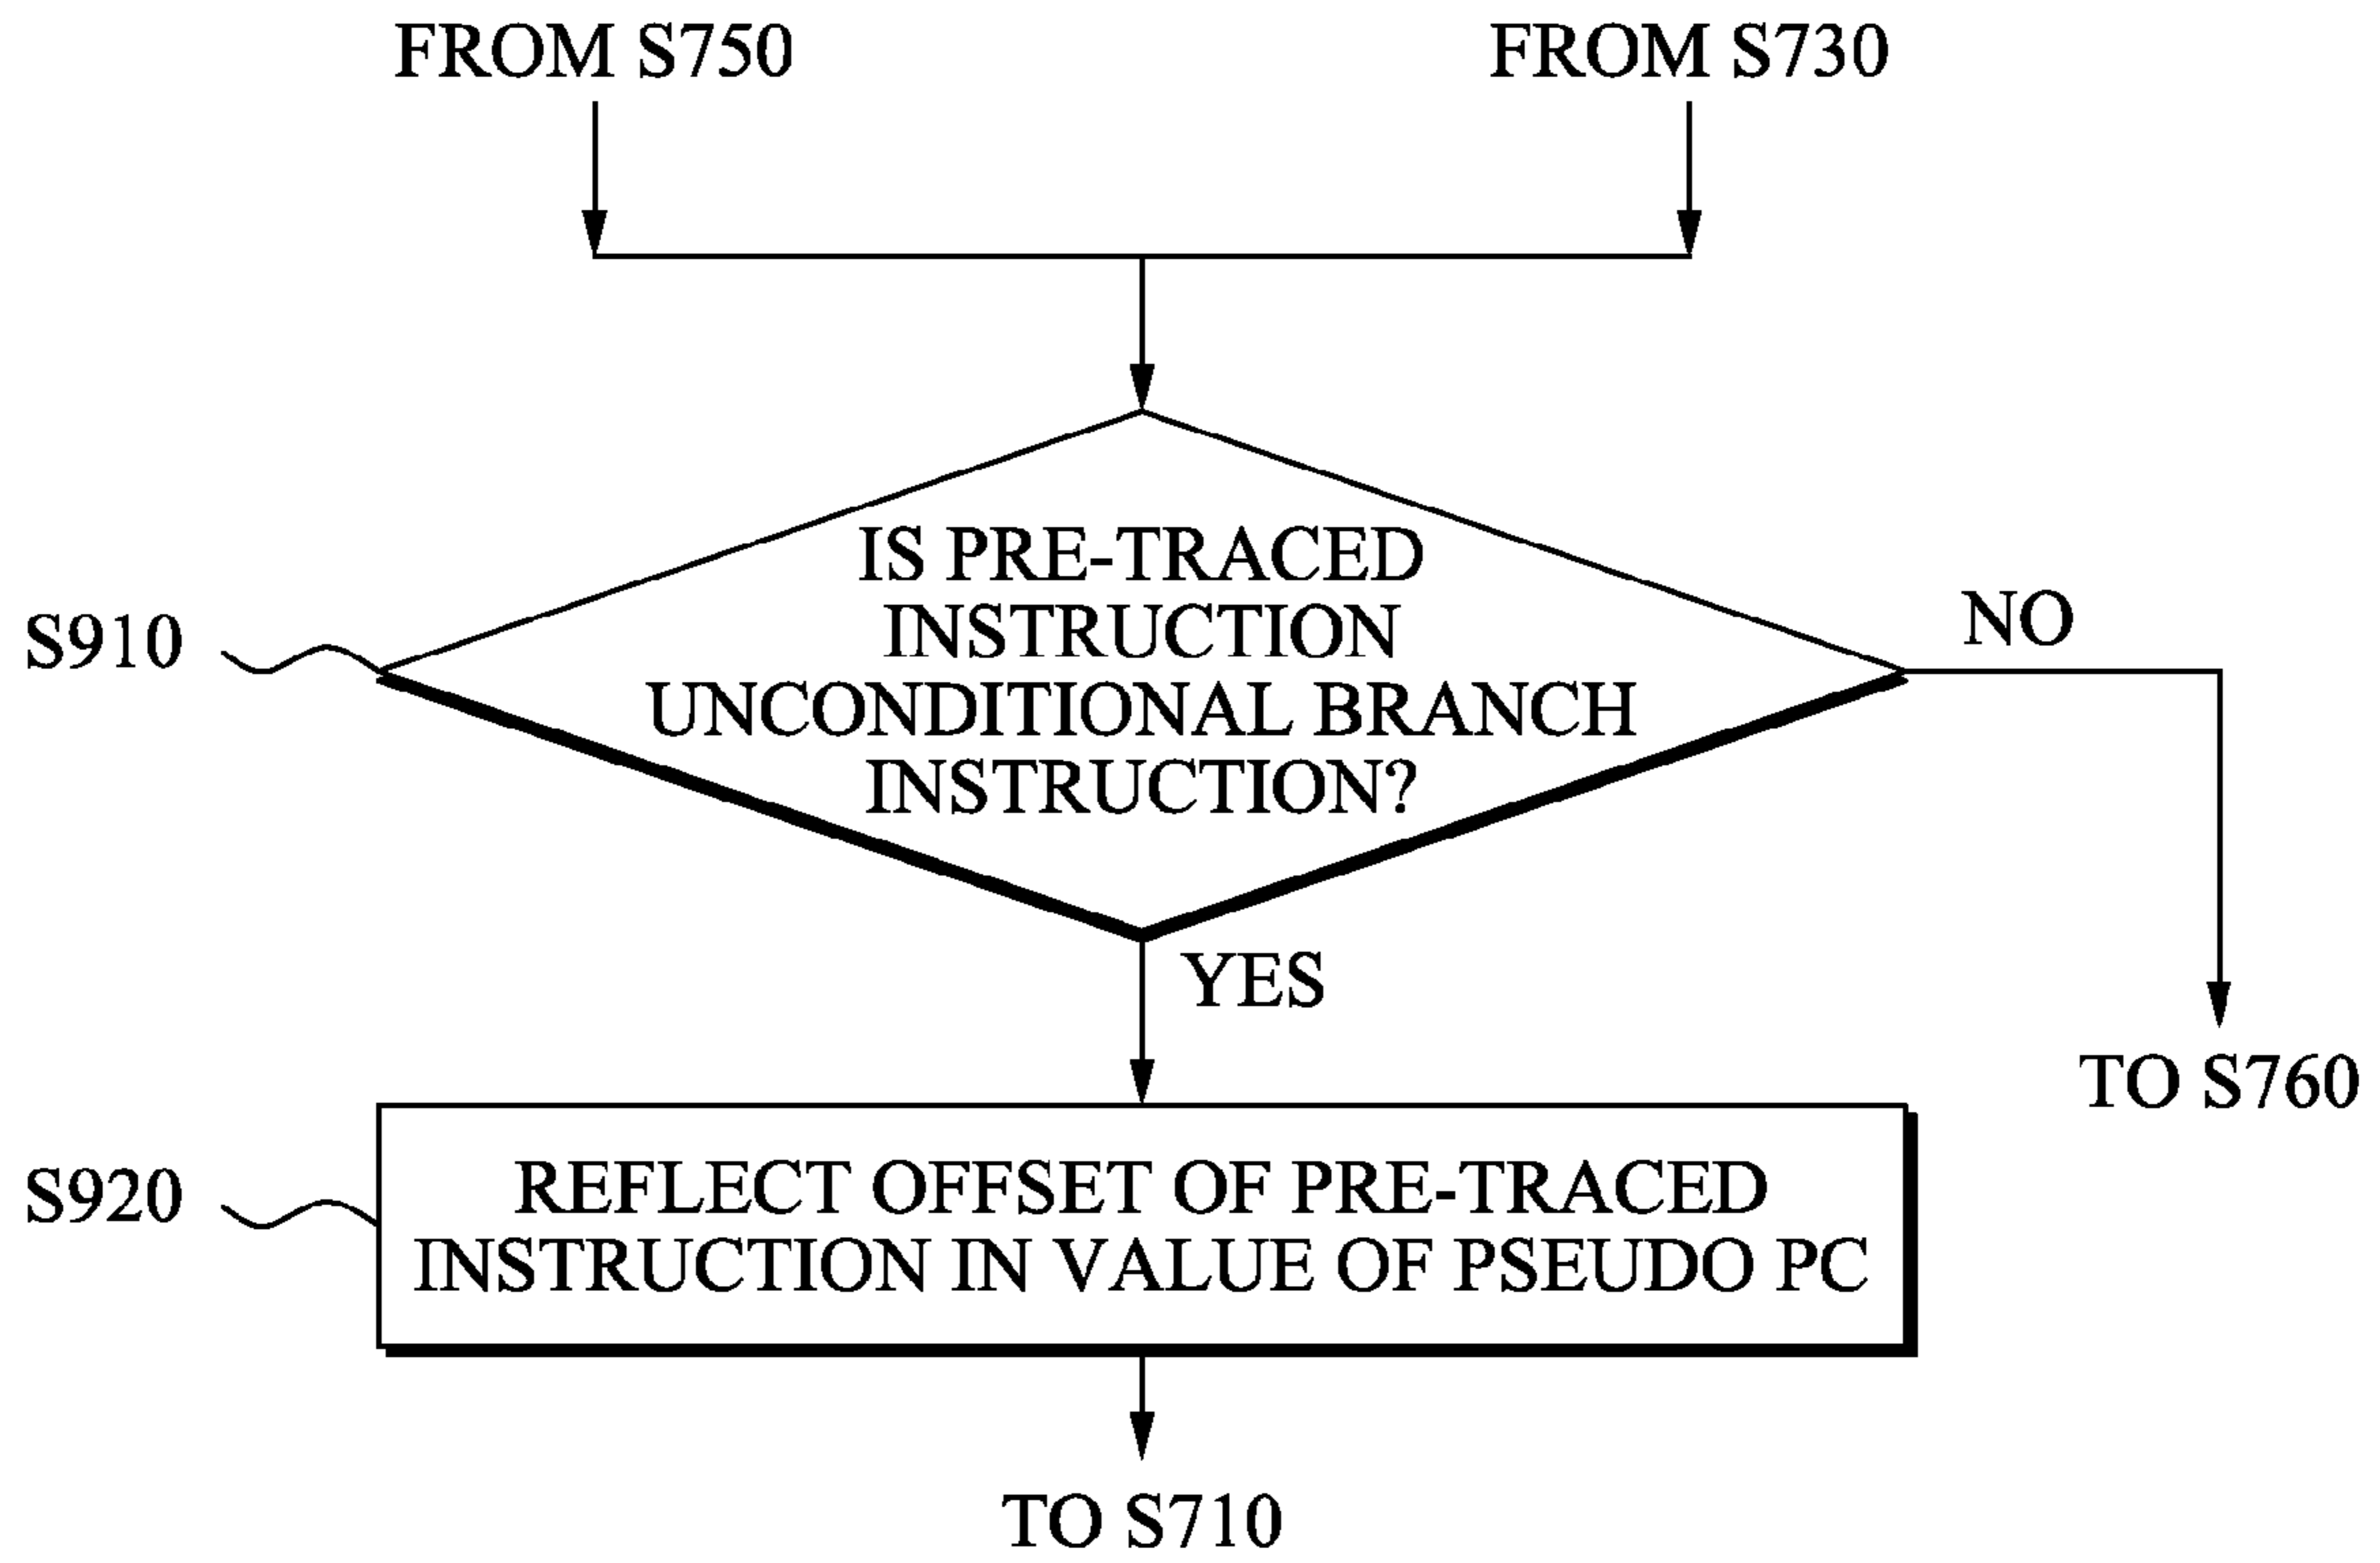 FROM S750
FROM S730
IS PRE-TRACED
INSTRUCTION
UNCONDITIONAL BRANCH
INSTRUCTION?
S910
NO
YES
TO S760
S920
REFLECT OFFSET OF PRE-TRACED
INSTRUCTION IN VALUE OF PSEUDO PC
TO S710